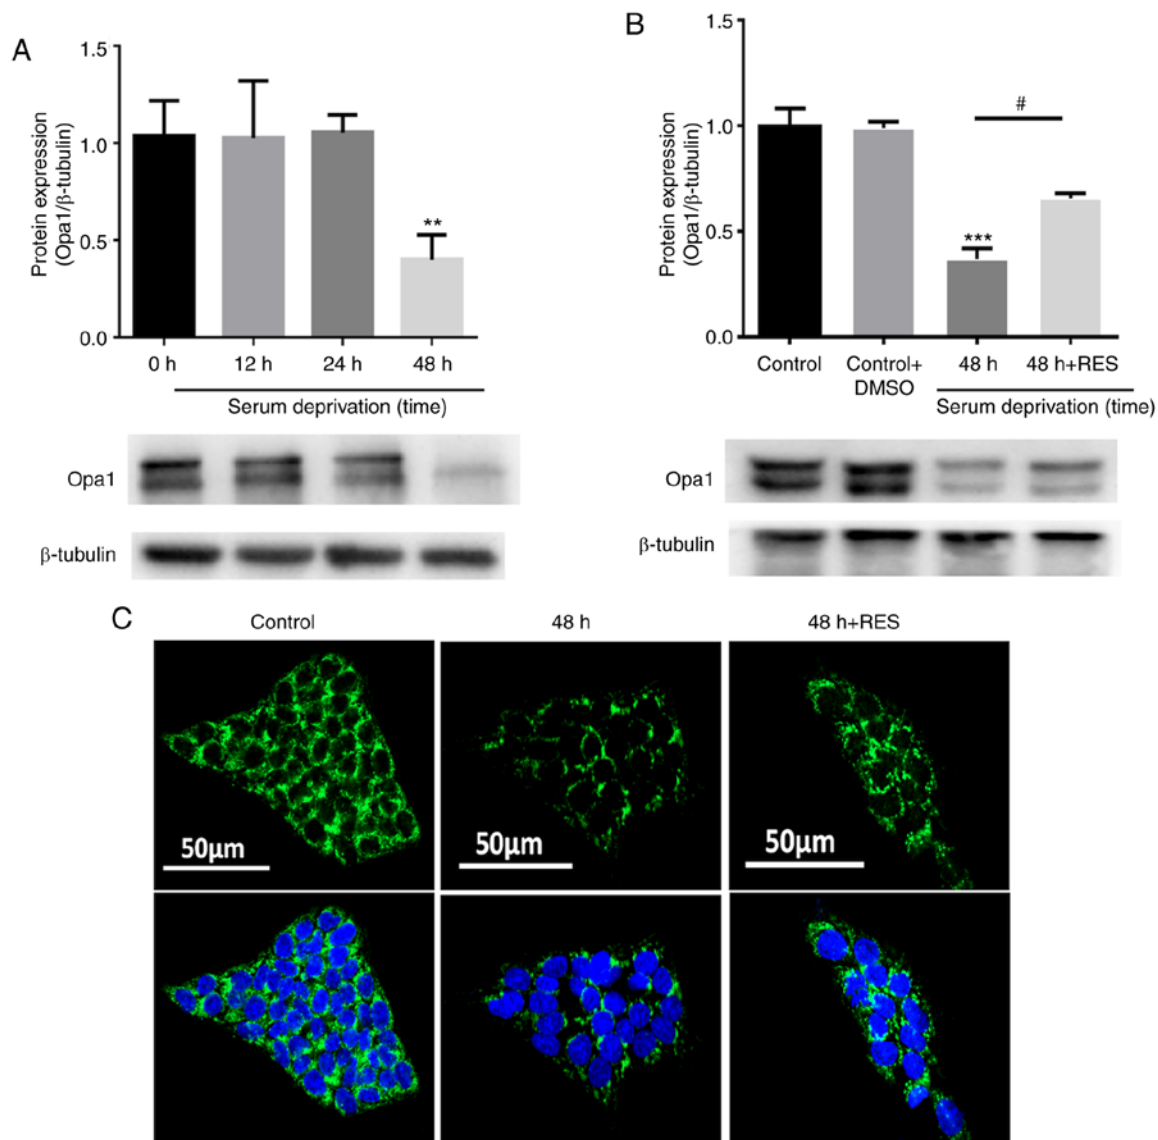 A
Protein expression
(Opa1/β-tubulin)
1.5
1.0
0.5
0.0
**
0 h 12 h 24 h 48 h
Serum deprivation (time)
Opa1
β-tubulin
B
Protein expression
(Opa1/β-tubulin)
1.5
1.0
0.5
0.0
#
***
Control Control+ 48 h 48 h+RES
DMSO
Serum deprivation (time)
Opa1
β-tubulin
C
Control 48 h 48 h+RES
50μm 50μm 50μm